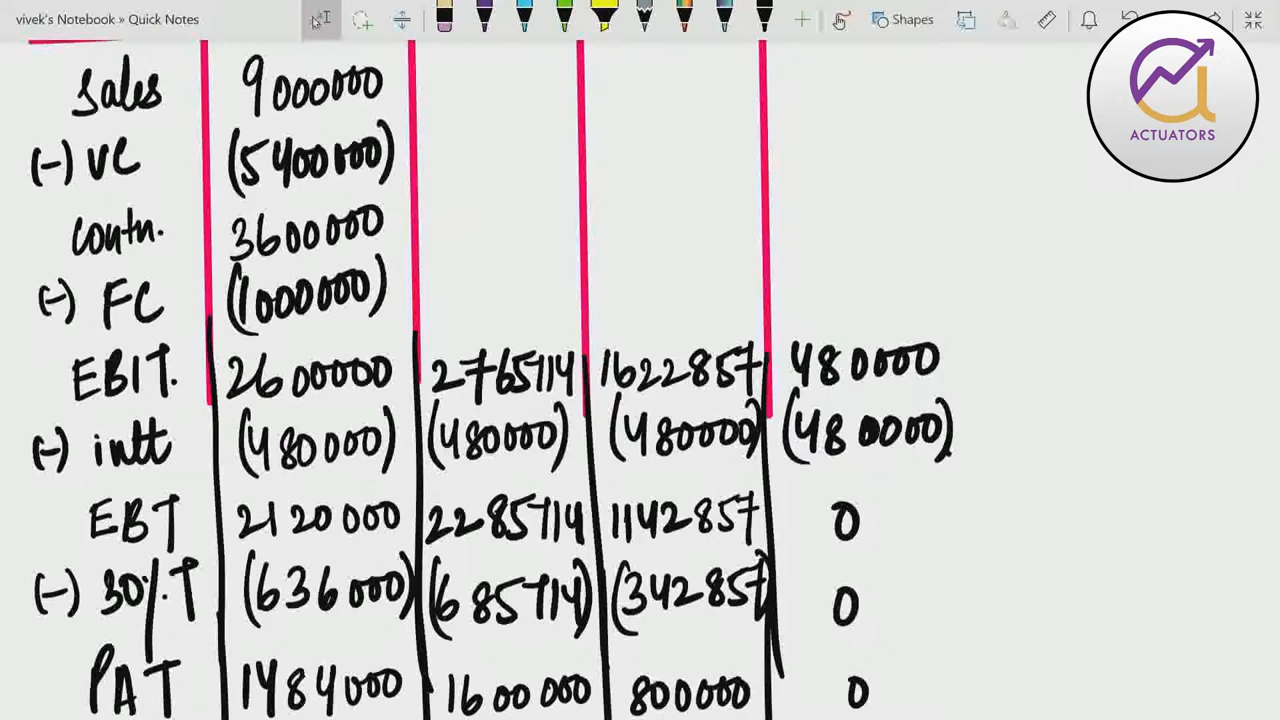 vivek's Notebook » Quick Notes
Shapes
ACTUATORS
Sales 9000000
(-) VC (5400000)
Contn. 3600000
(-) FC (1000000)
EBIT. 2600000 2765714 1622857 480000
(-) intt (480000) (480000) (480000) (480000)
EBT 2120000 2285714 1142857 0
(-) 30%T (636000) (685714) (342857) 0
PAT 1484000 1600000 800000 0